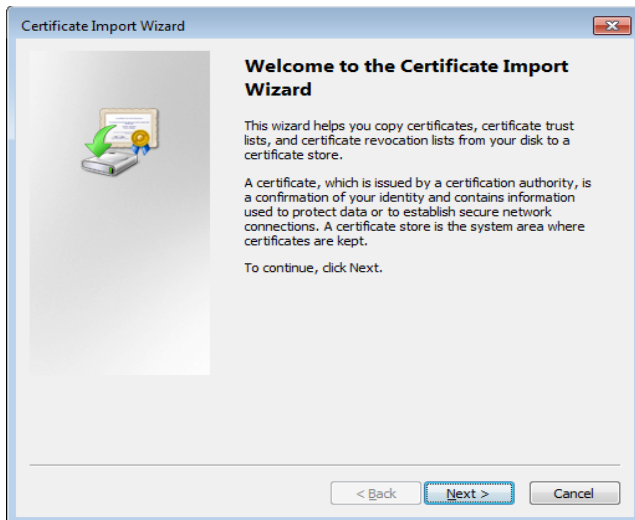 Certificate Import Wizard
Welcome to the Certificate Import
Wizard
This wizard helps you copy certificates, certificate trust
lists, and certificate revocation lists from your disk to a
certificate store.
A certificate, which is issued by a certification authority, is
a confirmation of your identity and contains information
used to protect data or to establish secure network
connections. A certificate store is the system area where
certificates are kept.
To continue, click Next.
< Back Next > Cancel